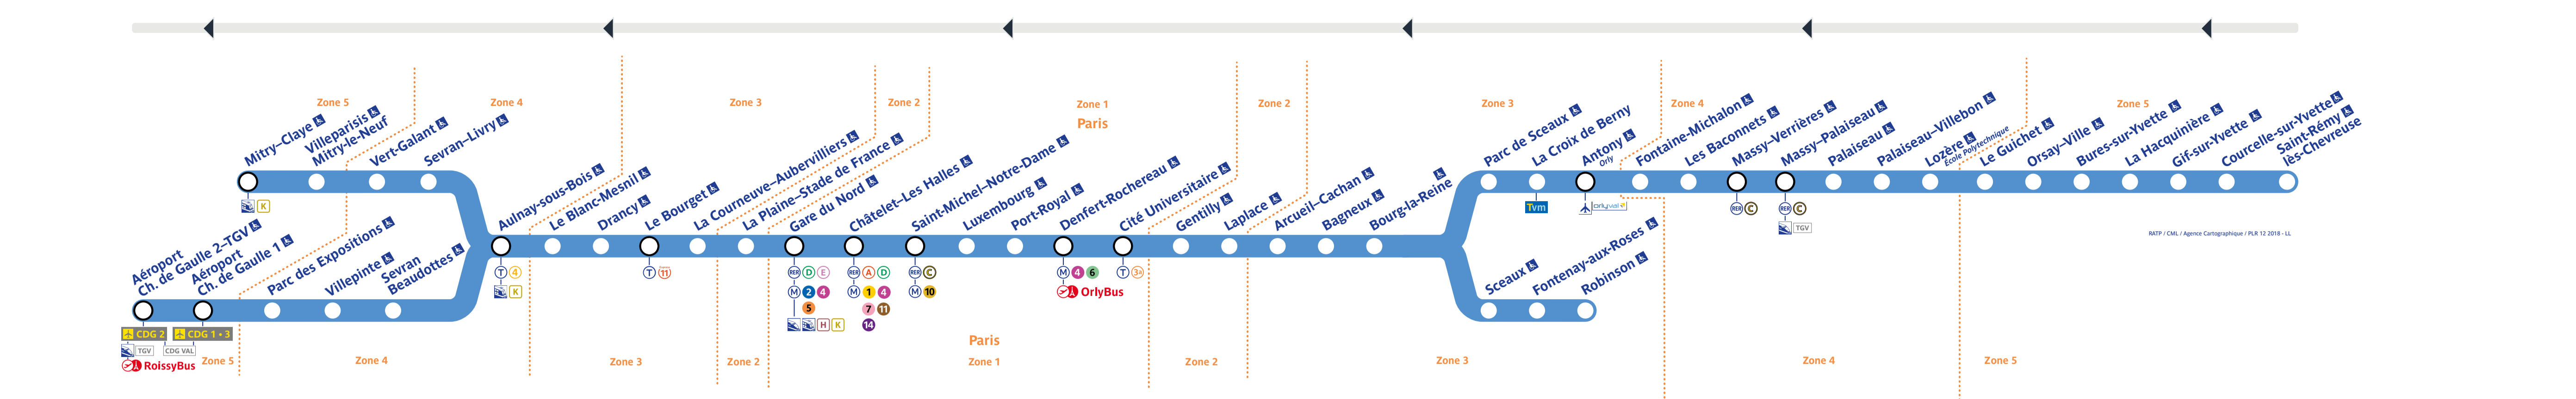 Zone 5
Zone 4
Zone 3
Zone 2
Zone 1
Paris
Zone 2
Zone 3
Zone 4
Zone 5
Mitry–Claye
Villeparisis
Mitry-le-Neuf
Vert-Galant
Sevran–Livry
K
Aéroport
Ch. de Gaulle 2–TGV
Aéroport
Ch. de Gaulle 1
Parc des Expositions
Villepinte
Sevran
Beaudottes
CDG 2
CDG 1 • 3
TGV
CDG VAL
RoissyBus
Aulnay-sous-Bois
T 4
K
Le Blanc-Mesnil
Drancy
Le Bourget
T 11
La Courneuve–Aubervilliers
La Plaine–Stade de France
Gare du Nord
RER D E
M 2 4
5
H K
Châtelet–Les Halles
RER A D
M 1 4
7 11
14
Saint-Michel–Notre-Dame
RER C
M 10
Luxembourg
Port-Royal
Denfert-Rochereau
M 4 6
OrlyBus
Cité Universitaire
T 3a
Gentilly
Laplace
Arcueil–Cachan
Bagneux
Bourg-la-Reine
Parc de Sceaux
La Croix de Berny
Tvm
Antony
Orly
orlyval
Fontaine-Michalon
Les Baconnets
Massy–Verrières
RER C
Massy–Palaiseau
RER C
TGV
Palaiseau
Palaiseau–Villebon
Lozère
École Polytechnique
Le Guichet
Orsay–Ville
Bures-sur-Yvette
La Hacquinière
Gif-sur-Yvette
Courcelle-sur-Yvette
Saint-Rémy
lès-Chevreuse
Sceaux
Fontenay-aux-Roses
Robinson
RATP / CML / Agence Cartographique / PLR 12 2018 - LL
Zone 5
Zone 4
Zone 3
Zone 2
Paris
Zone 1
Zone 2
Zone 3
Zone 4
Zone 5